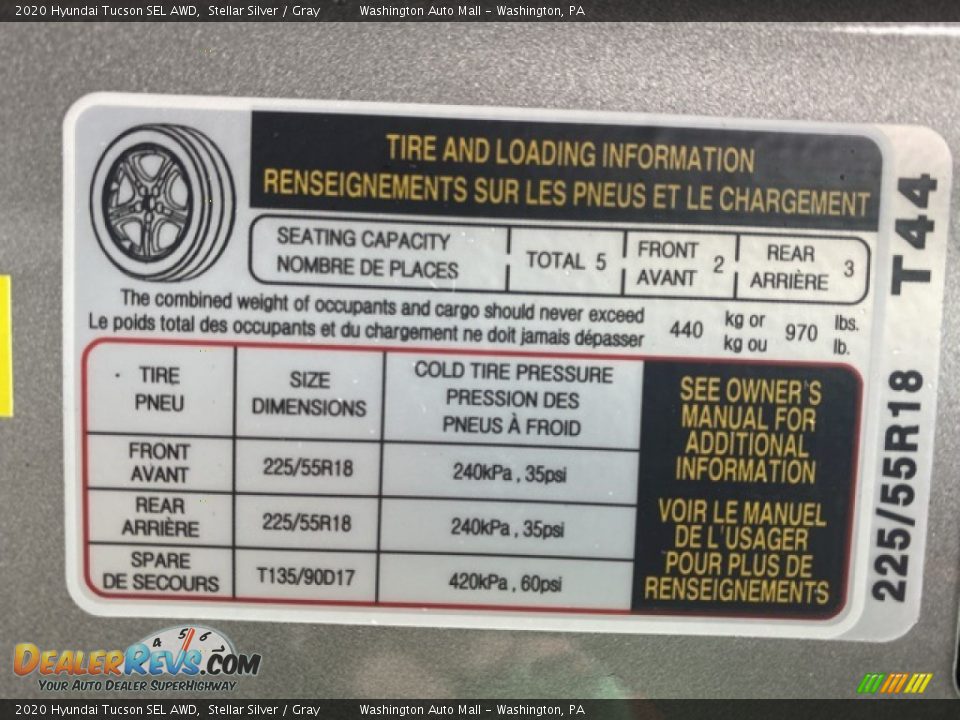 2020 Hyundai Tucson SEL AWD, Stellar Silver / Gray Washington Auto Mall - Washington, PA
TIRE AND LOADING INFORMATION
RENSEIGNEMENTS SUR LES PNEUS ET LE CHARGEMENT
SEATING CAPACITY
NOMBRE DE PLACES
TOTAL 5
FRONT
AVANT
2
REAR
ARRIÈRE
3
The combined weight of occupants and cargo should never exceed
Le poids total des occupants et du chargement ne doit jamais dépasser
440
kg or
kg ou
970
lbs.
lb.
TIRE
PNEU
SIZE
DIMENSIONS
COLD TIRE PRESSURE
PRESSION DES
PNEUS À FROID
FRONT
AVANT
225/55R18
240kPa , 35psi
REAR
ARRIÈRE
225/55R18
240kPa , 35psi
SPARE
DE SECOURS
T135/90D17
420kPa , 60psi
SEE OWNER'S
MANUAL FOR
ADDITIONAL
INFORMATION
VOIR LE MANUEL
DE L'USAGER
POUR PLUS DE
RENSEIGNEMENTS
225/55R18 T44
4 5 6
DEALERREVS.COM
YOUR AUTO DEALER SUPERHIGHWAY
2020 Hyundai Tucson SEL AWD, Stellar Silver / Gray Washington Auto Mall - Washington, PA